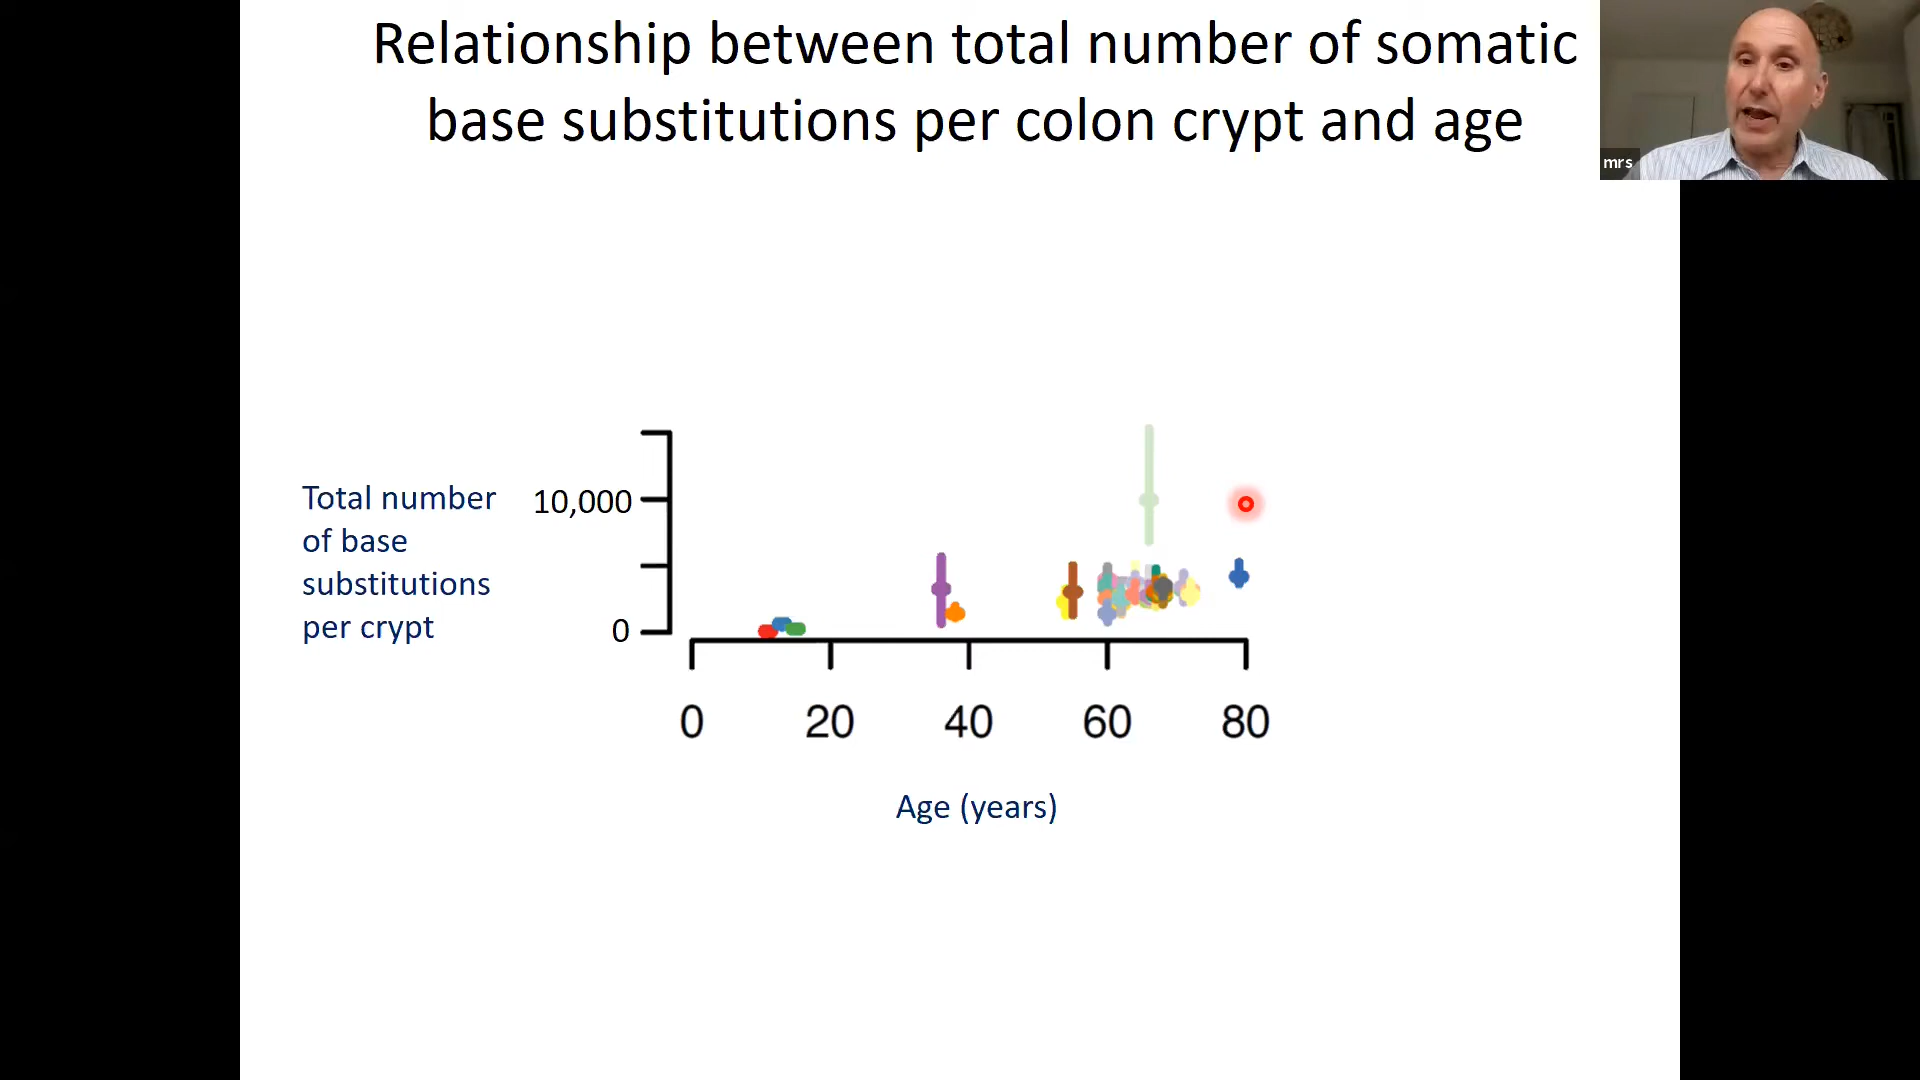 Relationship between total number of somatic
base substitutions per colon crypt and age
mrs
Total number
of base
substitutions
per crypt
10,000
0
0 20 40 60 80
Age (years)